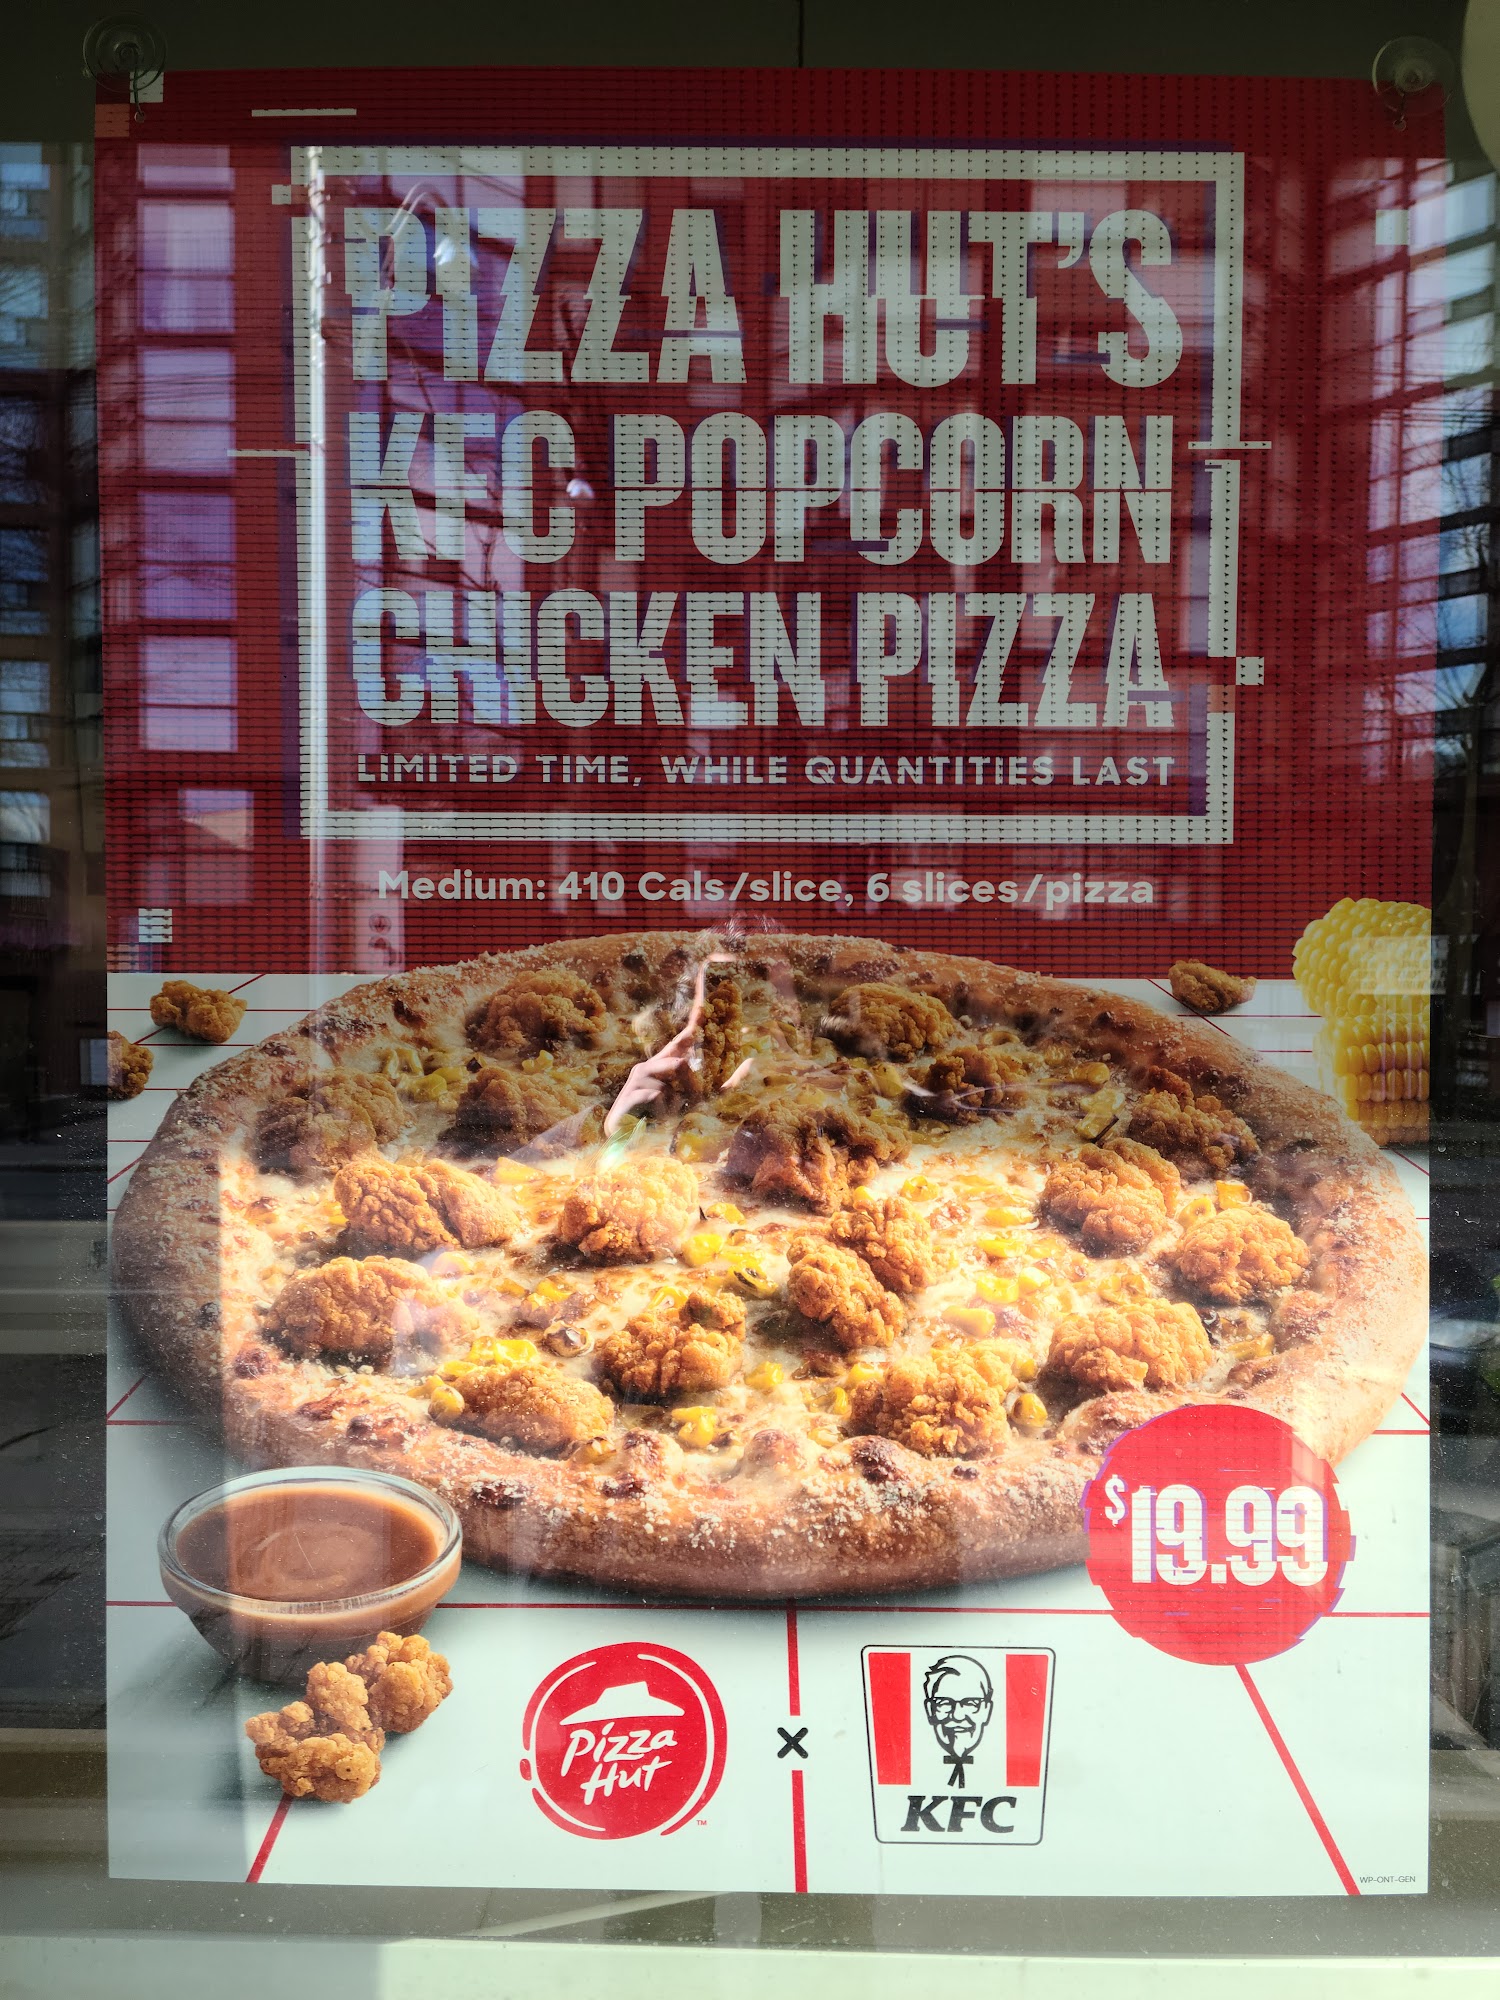 PIZZA HUT'S
KFC POPCORN
CHICKEN PIZZA
LIMITED TIME, WHILE QUANTITIES LAST
Medium: 410 Cals/slice, 6 slices/pizza
$19.99
Pizza
Hut
TM
x
KFC
WP-ONT-GEN